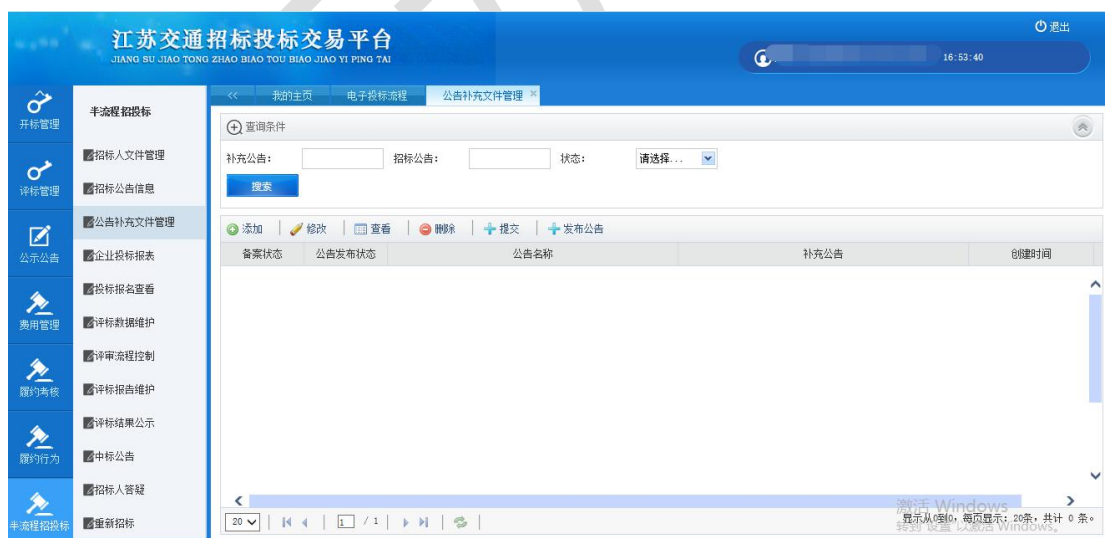 江苏交通招标投标交易平台
JIANG SU JIAO TONG ZHAO BIAO TOU BIAO JIAO YI PING TAI
退出
16:53:40
开标管理
评标管理
公示公告
费用管理
履约考核
履约行为
半流程招投标
半流程招投标
招标人文件管理
招标公告信息
公告补充文件管理
企业投标报表
投标报名查看
评标数据维护
评审流程控制
评标报告维护
评标结果公示
中标公告
招标人答疑
重新招标
<< 我的主页 电子投标流程 公告补充文件管理 ×
查询条件
补充公告: 招标公告: 状态: 请选择...
搜索
添加 修改 查看 删除 提交 发布公告
备案状态 公告发布状态 公告名称 补充公告 创建时间
激活 Windows
转到"设置"以激活 Windows。
20 1 / 1 显示从0到0, 每页显示: 20条, 共计 0 条。